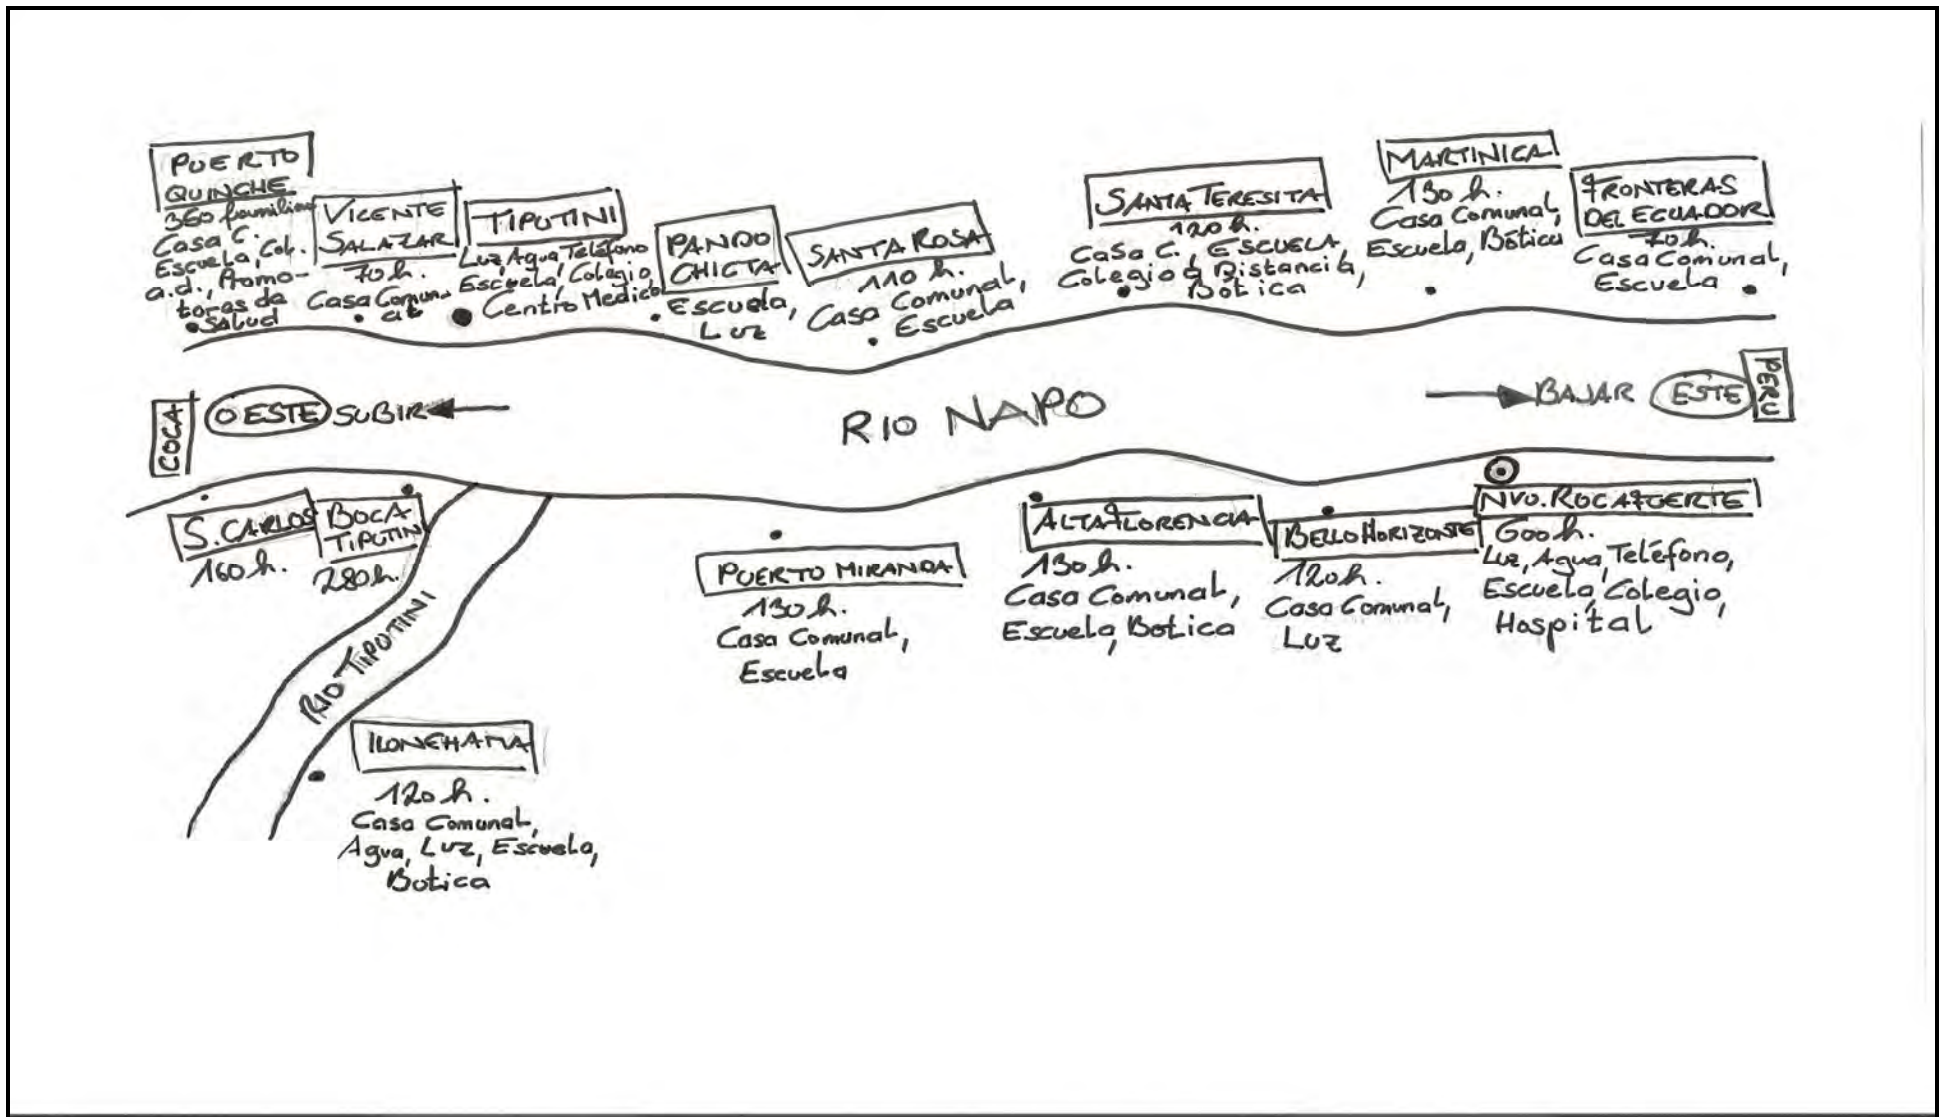 PUERTO
QUINCHE
360 familias
Casa C.
Escuela, Col.
a.d., Promo-
toras de
Salud
VICENTE
SALAZAR
70 h.
Casa Comun
al
TIPUTINI
Luz, Agua, Teléfono
Escuela, Colegio,
Centro Medico
PANDO
CHICTA
Escuela,
Luz
SANTA ROSA
110 h.
Casa Comunal,
Escuela
SANTA TERESITA
120 h.
Casa C., ESCUELA,
Colegio á Distancia,
Botica
MARTINICA
130 h.
Casa Comunal,
Escuela, Bótica
FRONTERAS
DEL ECUADOR
70 h.
Casa Comunal,
Escuela
COCA
OESTE SUBIR
RIO NAPO
BAJAR ESTE
PERU
S. CARLOS
160 h.
BOCA
TIPUTINI
280 h.
RIO TIPUTINI
PUERTO MIRANDA
130 h.
Casa Comunal,
Escuela
ALTA FLORENCIA
130 h.
Casa Comunal,
Escuela, Botica
BELLO HORIZONTE
120 h.
Casa Comunal,
Luz
NVO. ROCAFUERTE
600 h.
Luz, Agua, Teléfono,
Escuela, Colegio,
Hospital
120 h.
Casa Comunal,
Agua, Luz, Escuela,
Botica